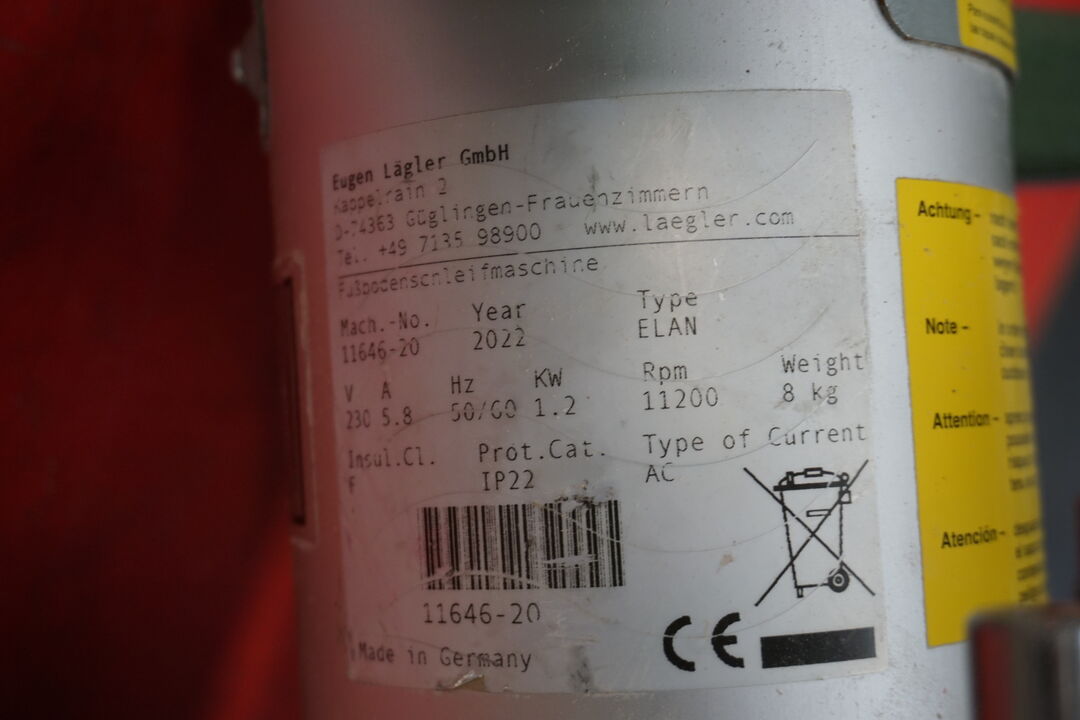 Eugen Lägler GmbH
Kappelrain 2
D-74363 Güglingen-Frauenzimmern
Tel. +49 7135 98900 www.laegler.com
Fußbodenschleifmaschine
Mach.-No. Year Type
11646-20 2022 ELAN
V A Hz KW Rpm Weight
230 5.8 50/60 1.2 11200 8 kg
Insul.Cl. Prot.Cat. Type of Current
F IP22 AC
11646-20
CE
Made in Germany
Achtung –
Note –
Attention –
Atención –